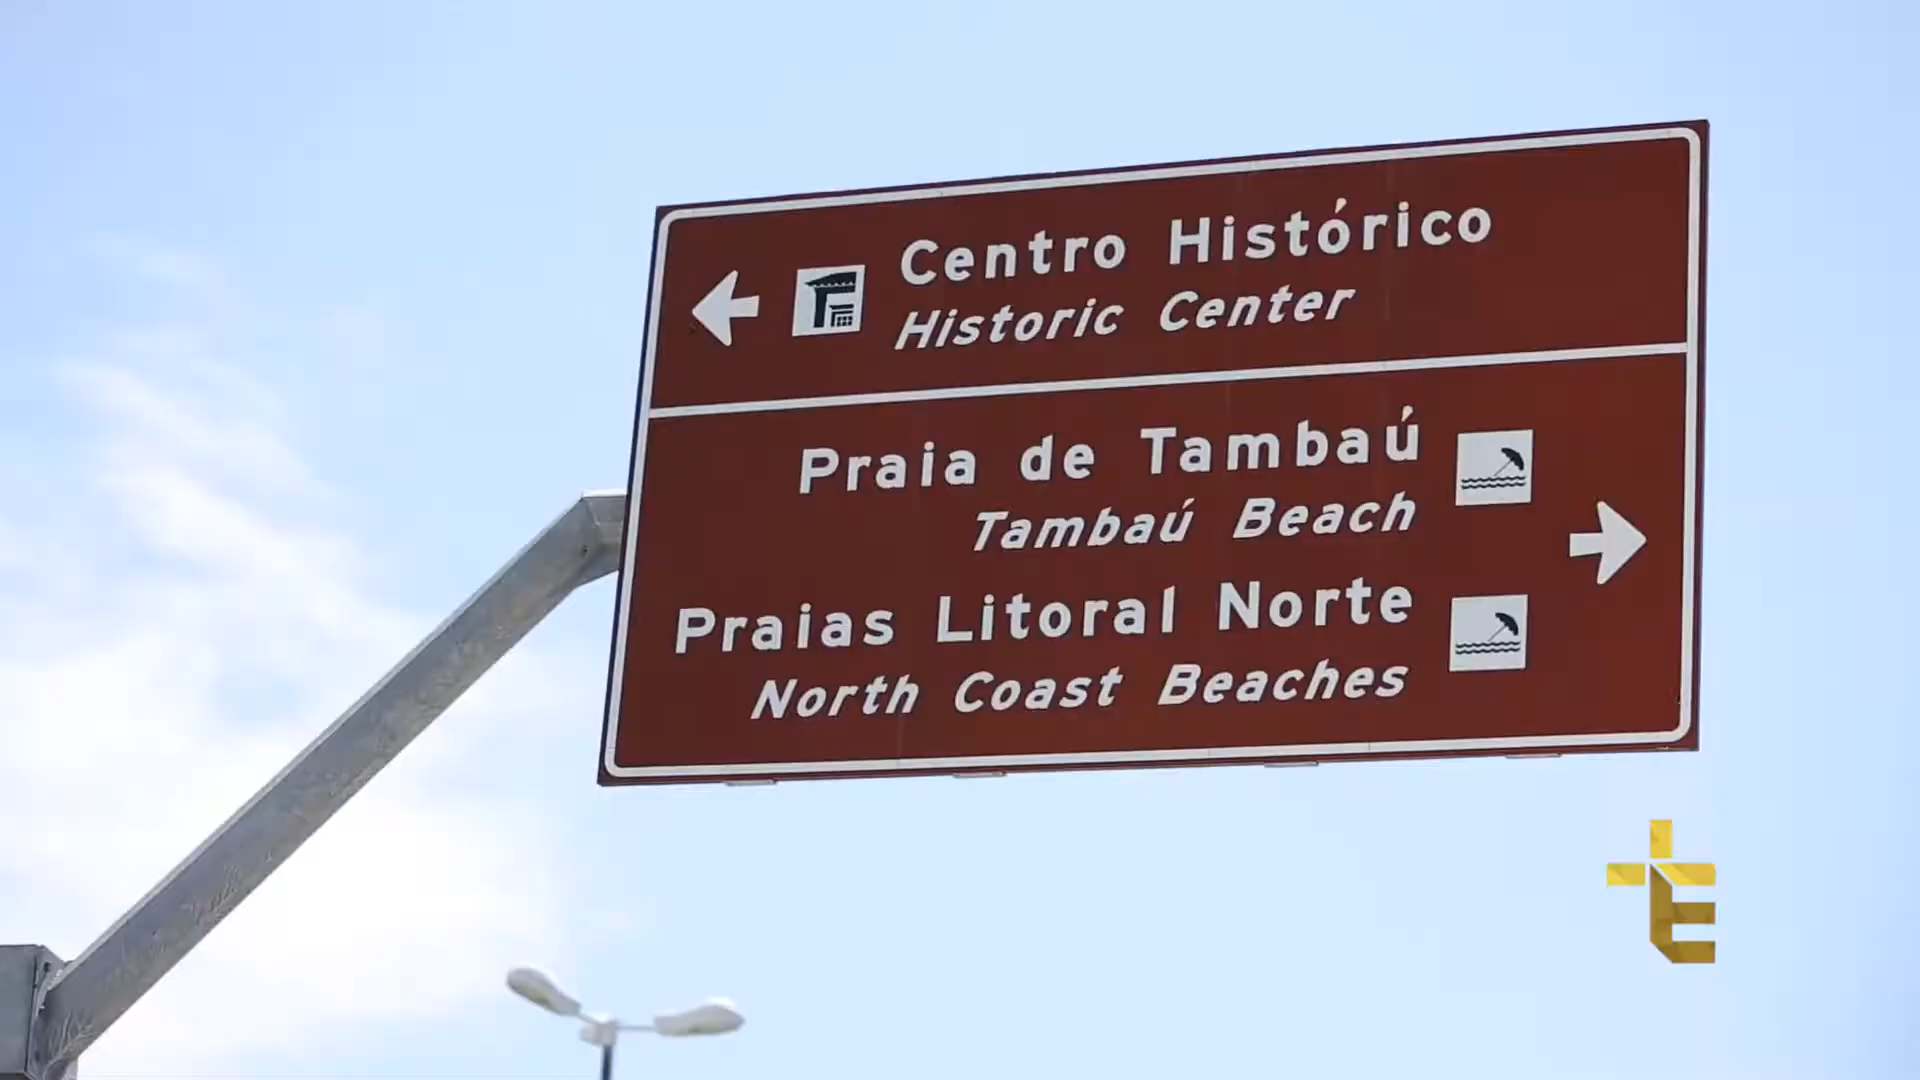 Centro Histórico
Historic Center
Praia de Tambaú
Tambaú Beach
Praias Litoral Norte
North Coast Beaches